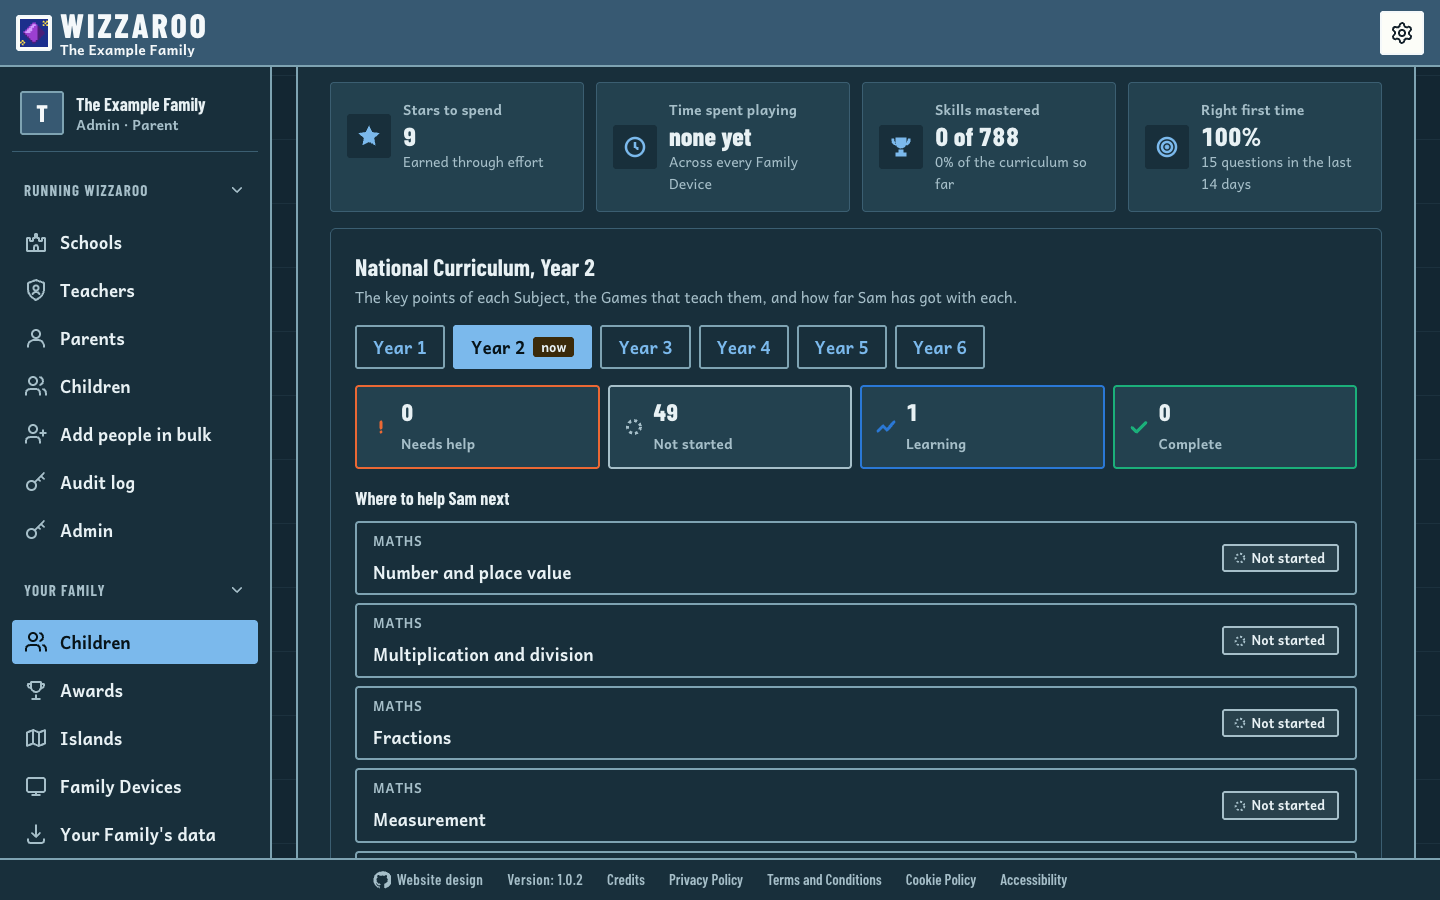 WIZZAROO
The Example Family
T
The Example Family
Admin · Parent
RUNNING WIZZAROO
Schools
Teachers
Parents
Children
Add people in bulk
Audit log
Admin
YOUR FAMILY
Children
Awards
Islands
Family Devices
Your Family's data
Stars to spend
9
Earned through effort
Time spent playing
none yet
Across every Family
Device
Skills mastered
0 of 788
0% of the curriculum so
far
Right first time
100%
15 questions in the last
14 days
National Curriculum, Year 2
The key points of each Subject, the Games that teach them, and how far Sam has got with each.
Year 1
Year 2 now
Year 3
Year 4
Year 5
Year 6
0
Needs help
49
Not started
1
Learning
0
Complete
Where to help Sam next
MATHS
Number and place value
Not started
MATHS
Multiplication and division
Not started
MATHS
Fractions
Not started
MATHS
Measurement
Not started
Website design
Version: 1.0.2
Credits
Privacy Policy
Terms and Conditions
Cookie Policy
Accessibility